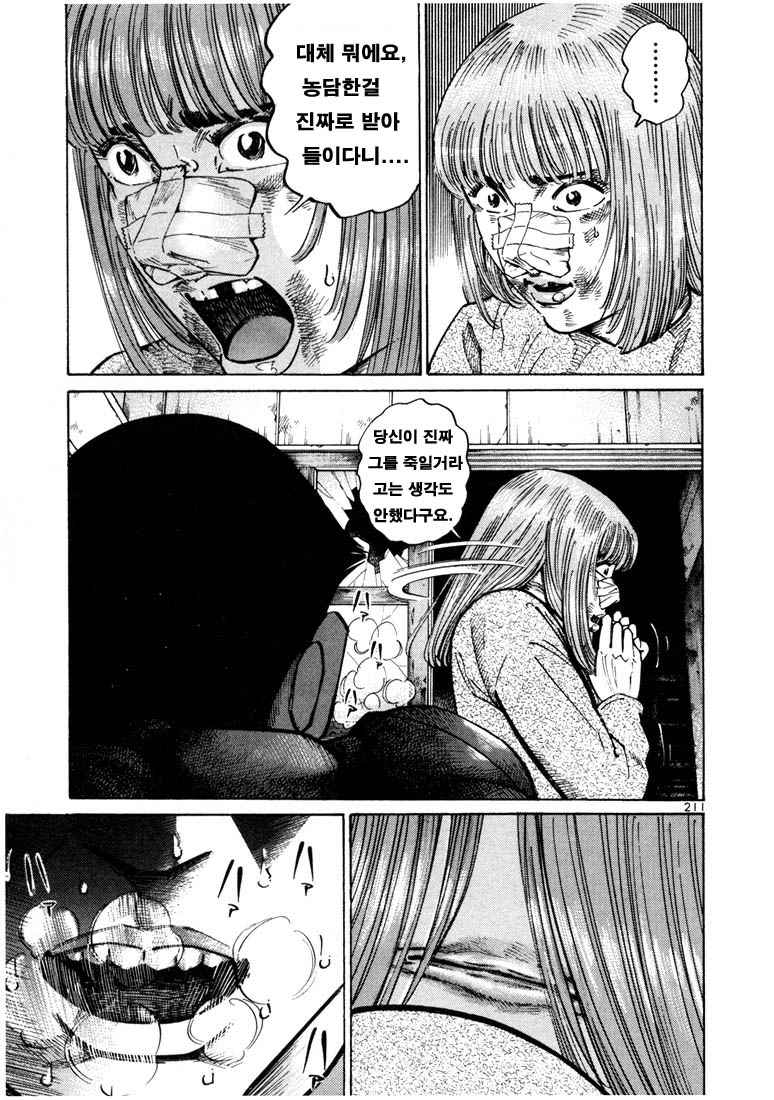 ………
대체 뭐에요,
농담한걸
진짜로 받아
들이다니....
당신이 진짜
그를 죽일거라
고는 생각도
안했다구요.
211